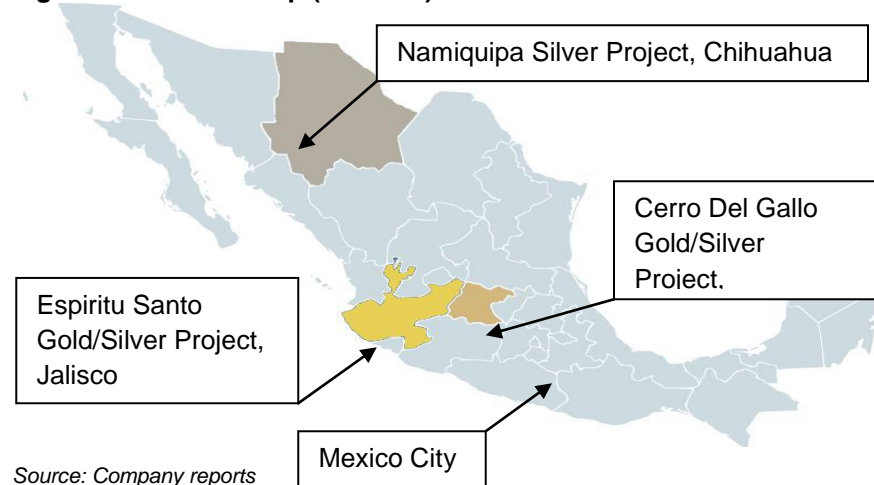 Namiquipa Silver Project, Chihuahua
Cerro Del Gallo
Gold/Silver
Project,
Espiritu Santo
Gold/Silver Project,
Jalisco
Mexico City
Source: Company reports